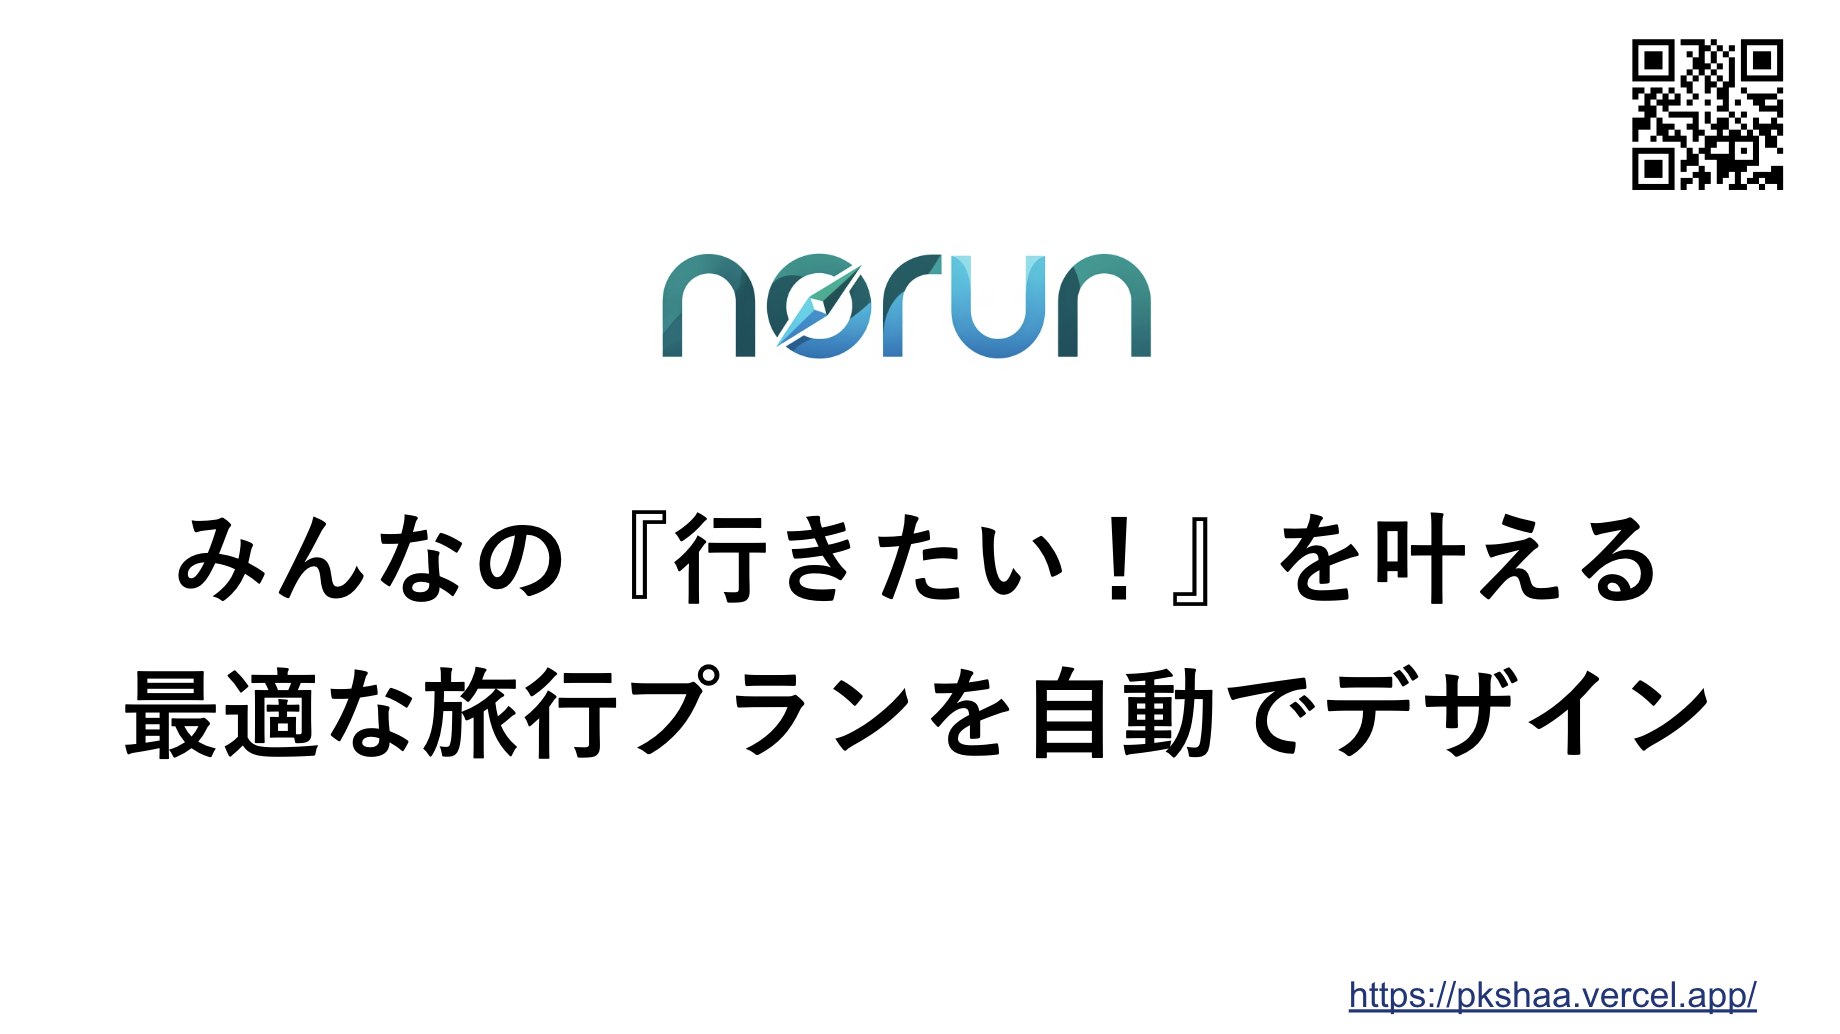 norun
みんなの『行きたい！』を叶える
最適な旅行プランを自動でデザイン
https://pkshaa.vercel.app/